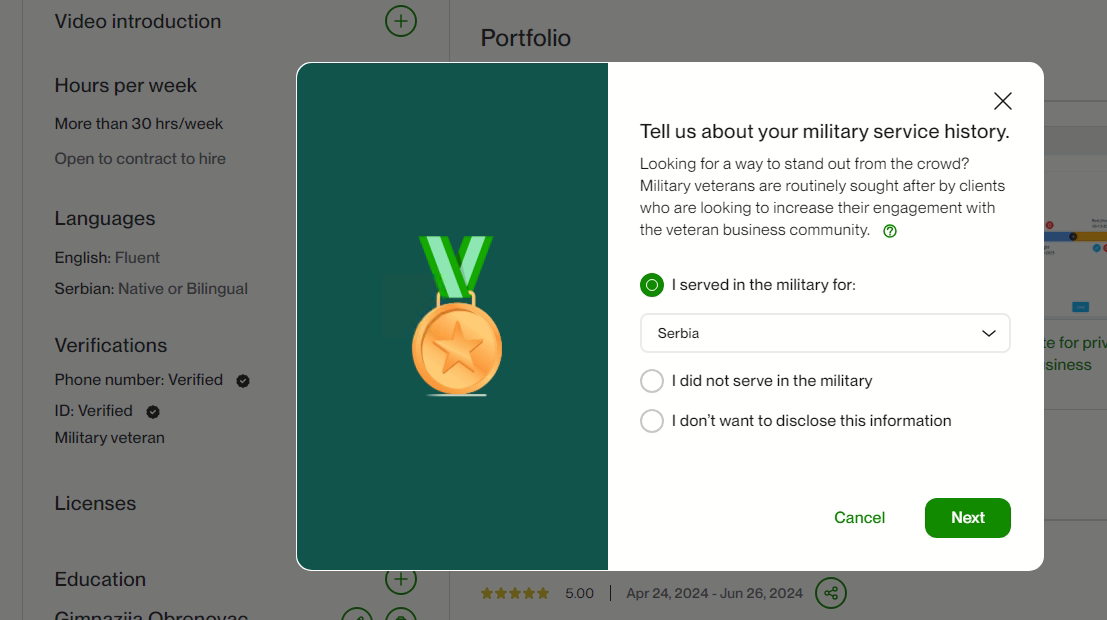 Video introduction
Hours per week
More than 30 hrs/week
Open to contract to hire
Languages
English: Fluent
Serbian: Native or Bilingual
Verifications
Phone number: Verified
ID: Verified
Military veteran
Licenses
Education
Gimnazija Obrenovac
Portfolio
Tell us about your military service history.
Looking for a way to stand out from the crowd?
Military veterans are routinely sought after by clients
who are looking to increase their engagement with
the veteran business community.
I served in the military for:
Serbia
I did not serve in the military
I don't want to disclose this information
Cancel
Next
te for priv
siness
5.00 | Apr 24, 2024 - Jun 26, 2024